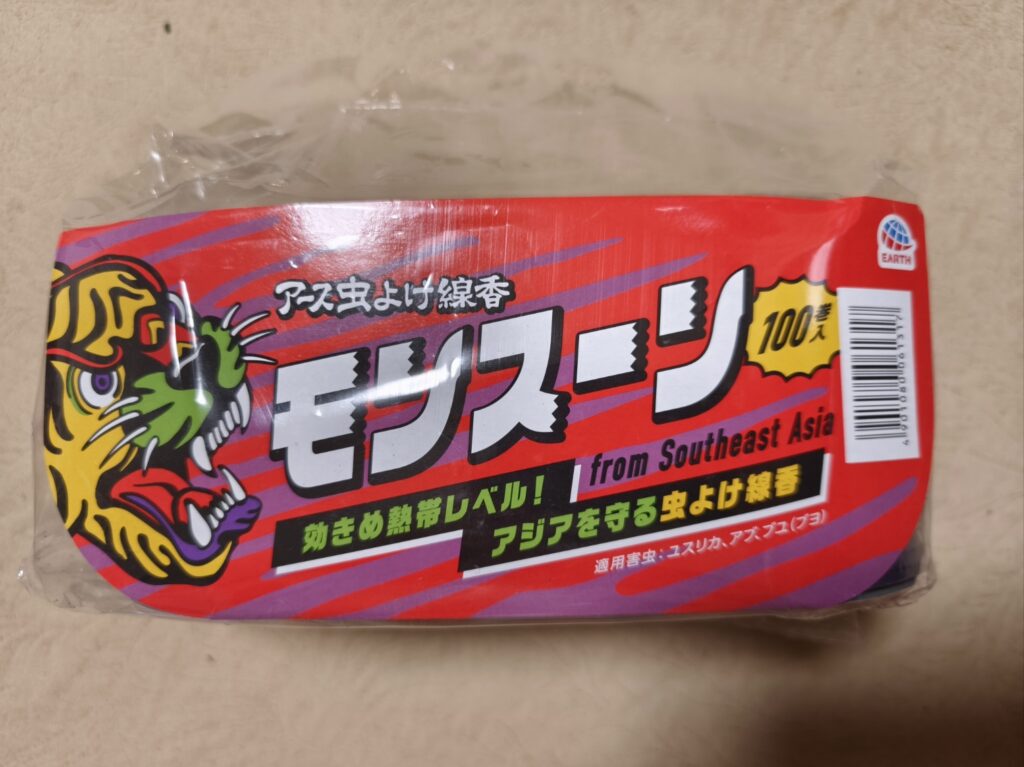 アース虫よけ線香
モンスーン
100巻入
from Southeast Asia
効きめ熱帯レベル!
アジアを守る虫よけ線香
適用害虫:ユスリカ、アブ、ブユ(ブヨ)
EARTH